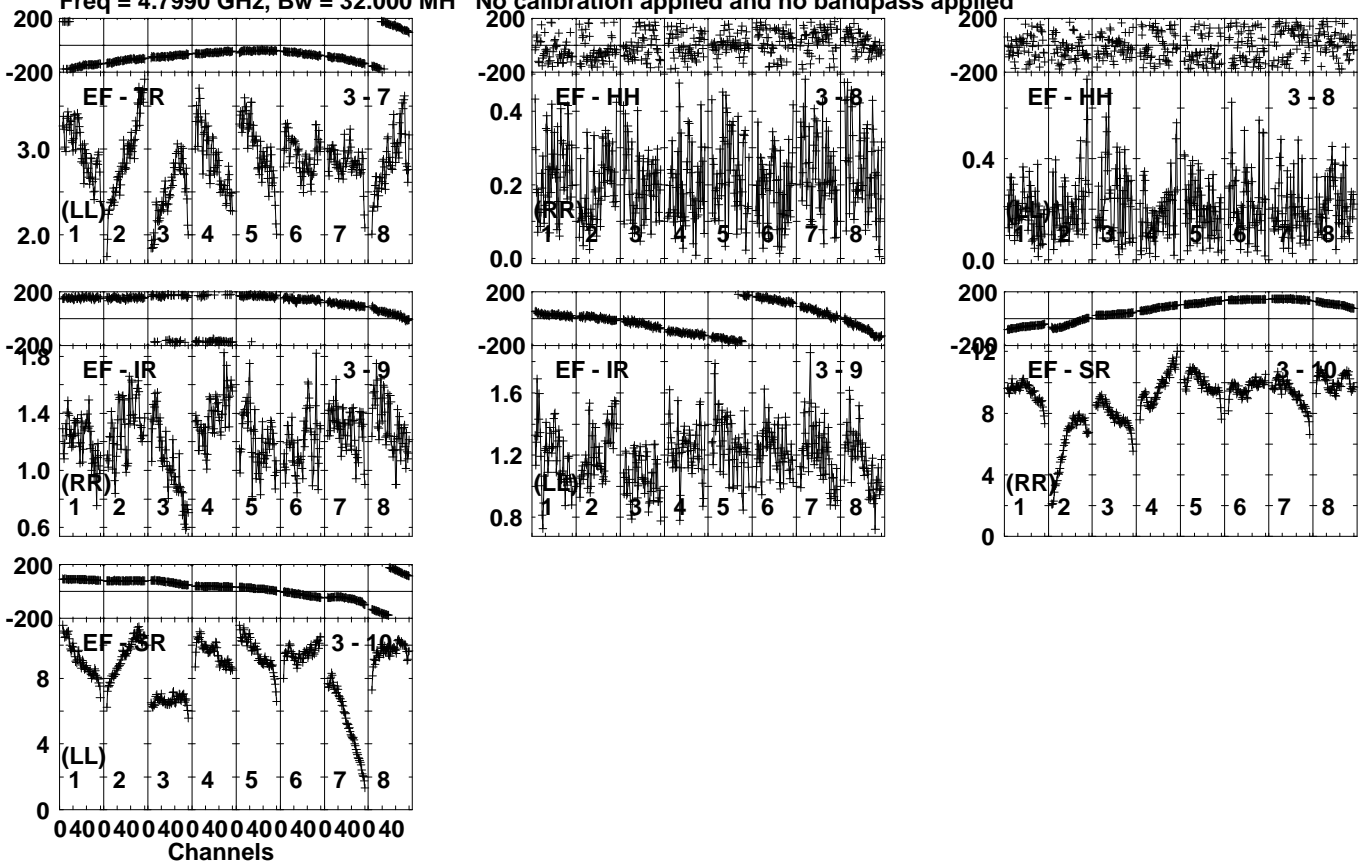 Freq = 4.7990 GHz, Bw = 32.000 MH No calibration applied and no bandpass applied
200
-200
EF - TR 3 - 7
3.0
2.0
(LL)
1 2 3 4 5 6 7 8
200
-200
EF - HH 3 - 8
0.4
0.2
0.0
(RR)
1 2 3 4 5 6 7 8
200
-200
EF - HH 3 - 8
0.4
0.0
(LL)
1 2 3 4 5 6 7 8
200
-200
1.8
EF - IR 3 - 9
1.4
1.0
0.6
(RR)
1 2 3 4 5 6 7 8
200
-200
EF - IR 3 - 9
1.6
1.2
0.8
(LL)
1 2 3 4 5 6 7 8
200
-200
12
EF - SR 3 - 10
8
4
0
(RR)
1 2 3 4 5 6 7 8
200
-200
EF - SR 3 - 10
8
4
0
(LL)
1 2 3 4 5 6 7 8
0 40 0 40 0 40 0 40 0 40 0 40 0 40 0 40
Channels